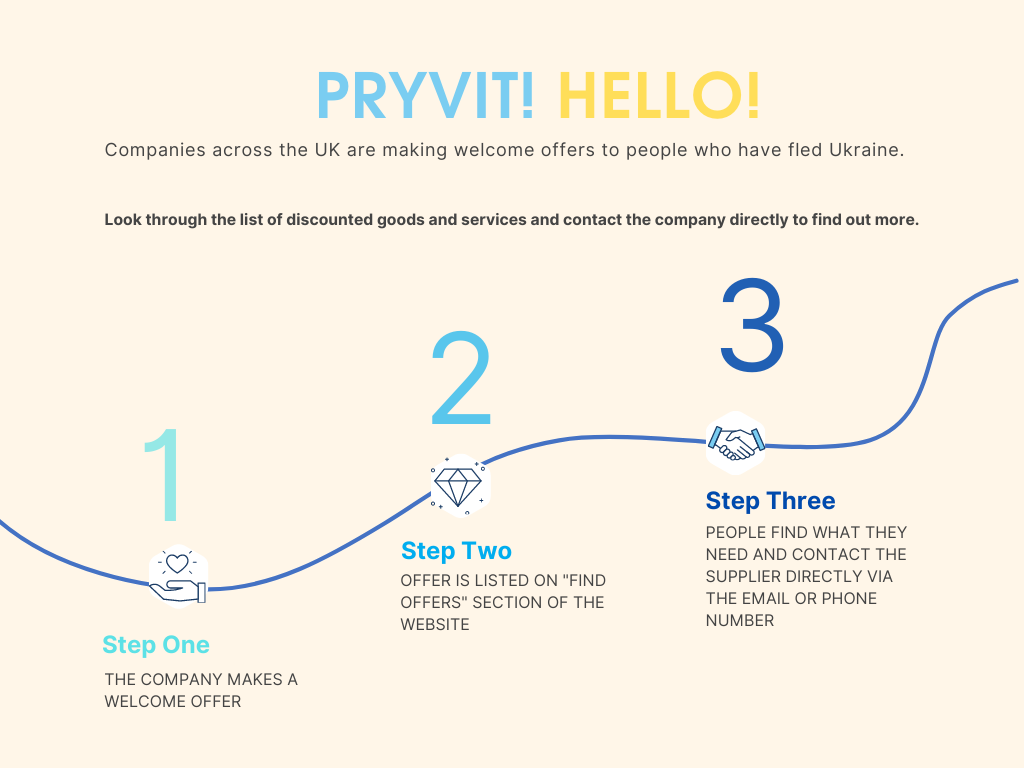 PRYVIT! HELLO!
Companies across the UK are making welcome offers to people who have fled Ukraine.
Look through the list of discounted goods and services and contact the company directly to find out more.
1
Step One
THE COMPANY MAKES A
WELCOME OFFER
2
Step Two
OFFER IS LISTED ON "FIND
OFFERS" SECTION OF THE
WEBSITE
3
Step Three
PEOPLE FIND WHAT THEY
NEED AND CONTACT THE
SUPPLIER DIRECTLY VIA
THE EMAIL OR PHONE
NUMBER